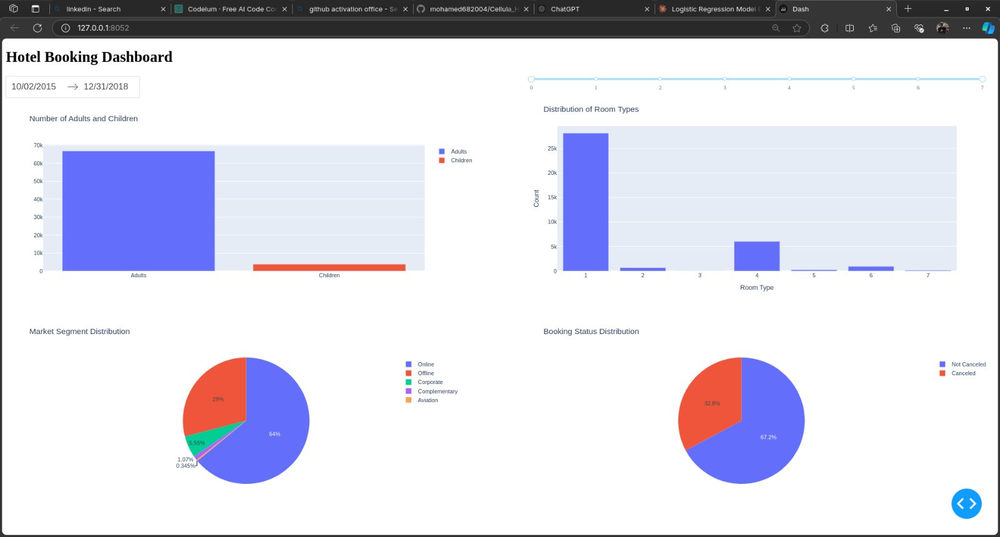 linkedin - Search
Codeium · Free AI Code Co
github activation office - Se
mohamed682004/Cellula_H
ChatGPT
Logistic Regression Model
Dash
127.0.0.1:8052
Hotel Booking Dashboard
10/02/2015 → 12/31/2018
0 1 2 3 4 5 6 7
Number of Adults and Children
70k
60k
50k
40k
30k
20k
10k
0
Adults
Children
Adults
Children
Distribution of Room Types
Count
25k
20k
15k
10k
5k
0
1 2 3 4 5 6 7
Room Type
Market Segment Distribution
29%
64%
5.55%
1.07%
0.345%
Online
Offline
Corporate
Complementary
Aviation
Booking Status Distribution
32.8%
67.2%
Not Canceled
Canceled